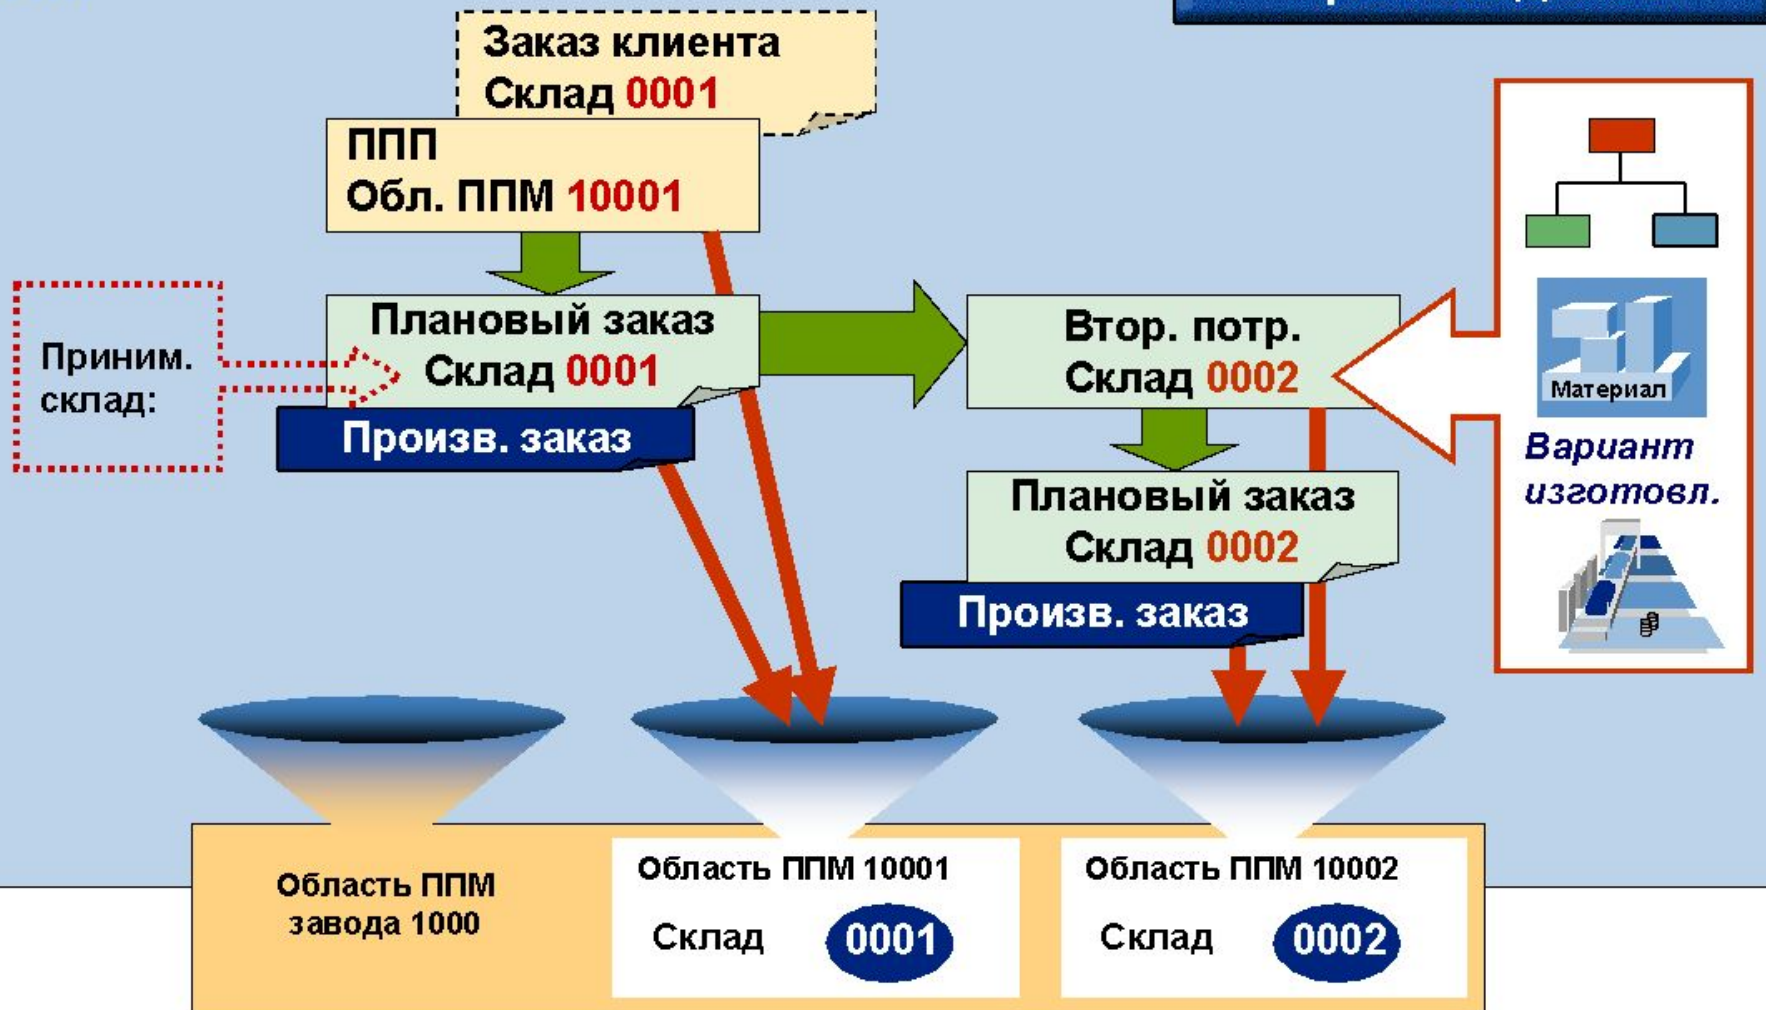 Заказ клиента
Склад 0001
ППП
Обл. ППМ 10001
Приним.
склад:
Плановый заказ
Склад 0001
Произв. заказ
Втор. потр.
Склад 0002
Плановый заказ
Склад 0002
Произв. заказ
Материал
Вариант
изготовл.
Область ППМ
завода 1000
Область ППМ 10001
Склад 0001
Область ППМ 10002
Склад 0002